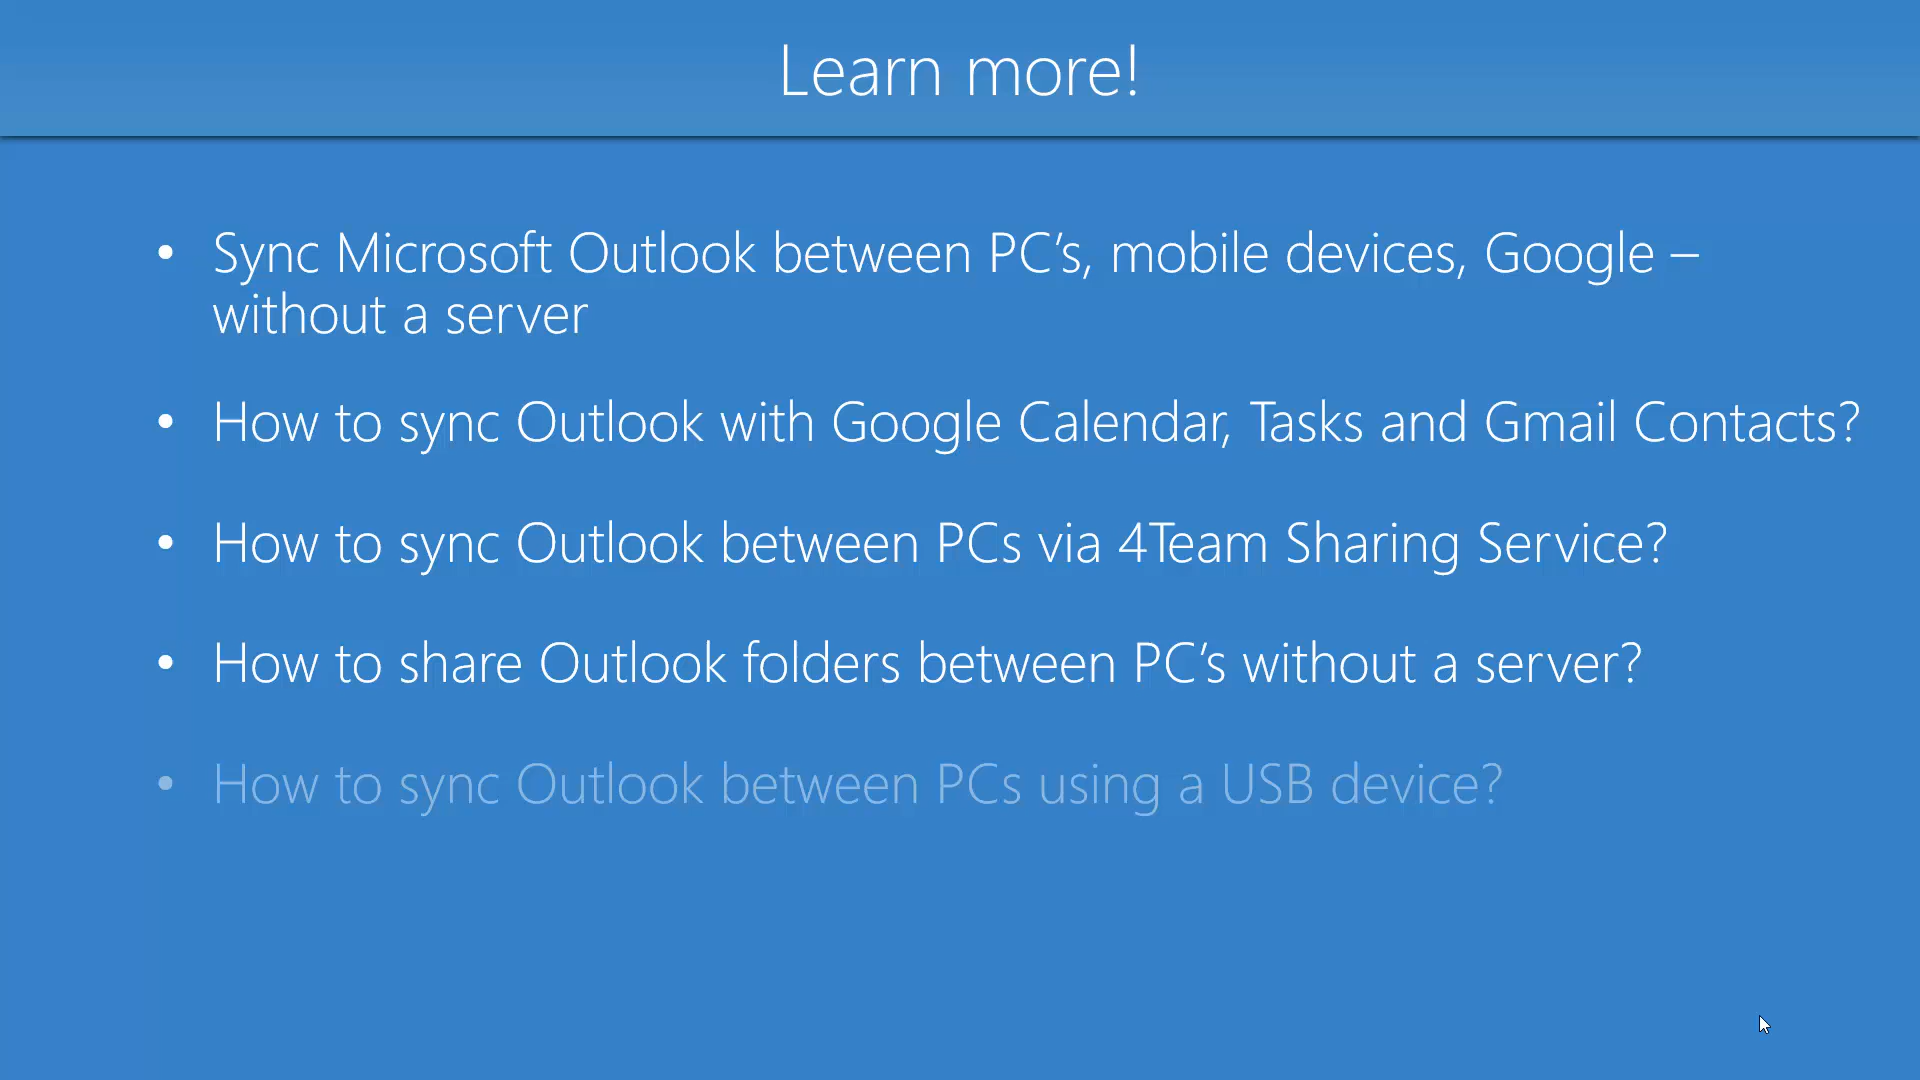 Learn more!
• Sync Microsoft Outlook between PC’s, mobile devices, Google –
without a server
• How to sync Outlook with Google Calendar, Tasks and Gmail Contacts?
• How to sync Outlook between PCs via 4Team Sharing Service?
• How to share Outlook folders between PC’s without a server?
• How to sync Outlook between PCs using a USB device?